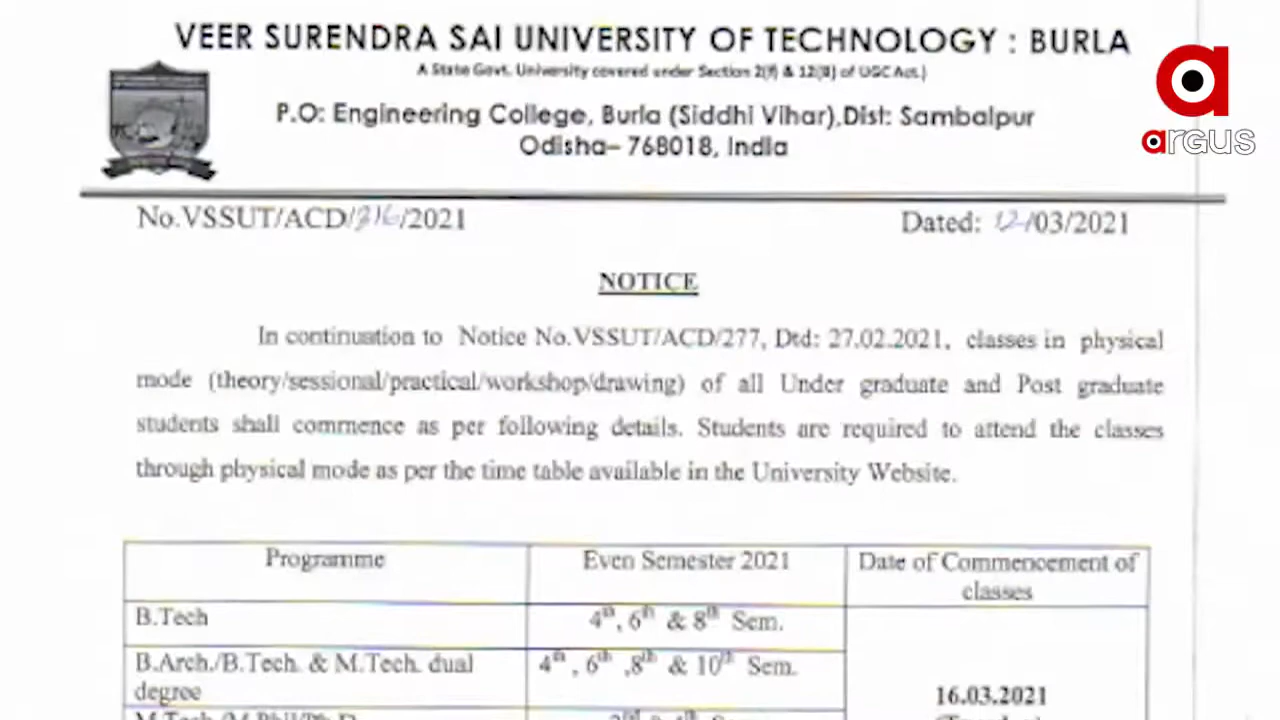 VEER SURENDRA SAI UNIVERSITY OF TECHNOLOGY : BURLA
A State Govt. University covered under Section 2(f) & 12(B) of UGC Act.)
P.O: Engineering College, Burla (Siddhi Vihar),Dist: Sambalpur
Odisha– 768018, India
argus
No.VSSUT/ACD/316/2021
Dated: 12/03/2021
NOTICE
In continuation to Notice No.VSSUT/ACD/277, Dtd: 27.02.2021, classes in physical
mode (theory/sessional/practical/workshop/drawing) of all Under graduate and Post graduate
students shall commence as per following details. Students are required to attend the classes
through physical mode as per the time table available in the University Website.
Programme
Even Semester 2021
Date of Commencement of
classes
B.Tech
4th, 6th & 8th Sem.
B.Arch./B.Tech. & M.Tech. dual
degree
4th, 6th ,8th & 10th Sem.
16.03.2021